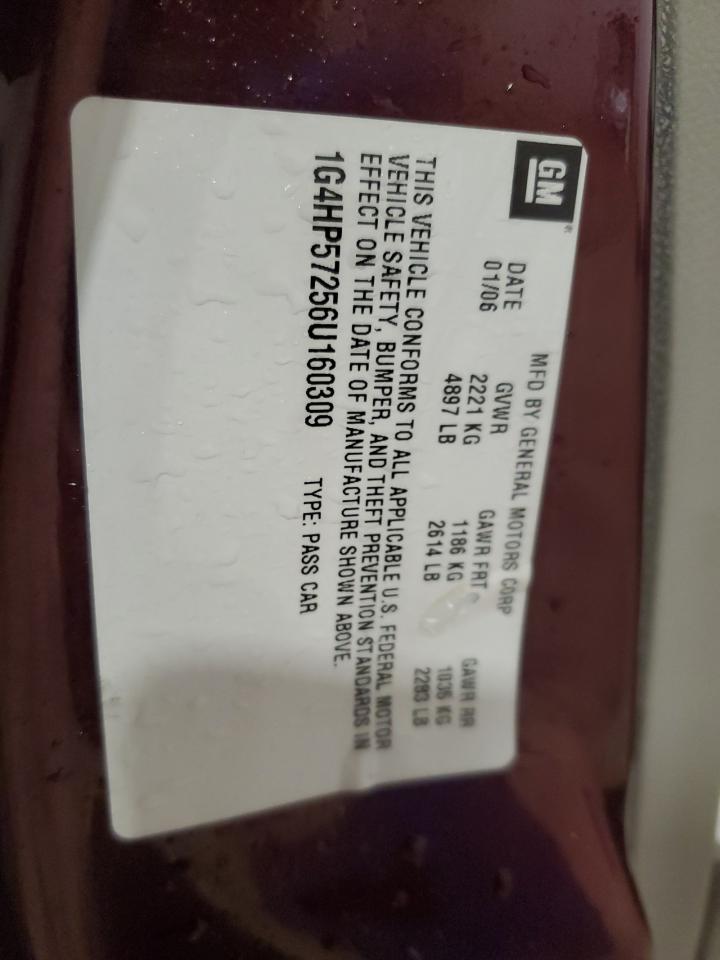 GM®
MFD BY GENERAL MOTORS CORP
DATE GVWR GAWR FRT GAWR RR
01/06 2221 KG 1186 KG 1036 KG
4897 LB 2614 LB 2283 LB
THIS VEHICLE CONFORMS TO ALL APPLICABLE U.S. FEDERAL MOTOR
VEHICLE SAFETY, BUMPER, AND THEFT PREVENTION STANDARDS IN
EFFECT ON THE DATE OF MANUFACTURE SHOWN ABOVE.
1G4HP57256U160309 TYPE: PASS CAR